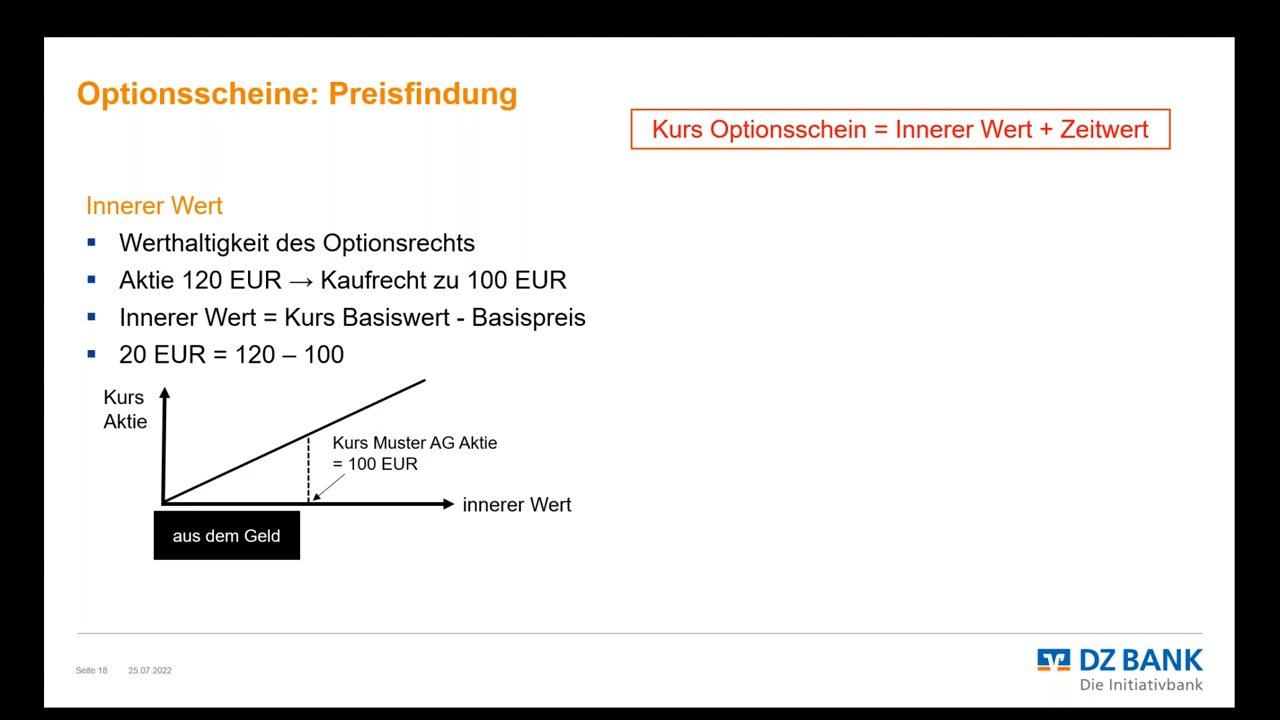 Optionsscheine: Preisfindung
Kurs Optionsschein = Innerer Wert + Zeitwert
Innerer Wert
▪ Werthaltigkeit des Optionsrechts
▪ Aktie 120 EUR → Kaufrecht zu 100 EUR
▪ Innerer Wert = Kurs Basiswert - Basispreis
▪ 20 EUR = 120 – 100
Kurs
Aktie
Kurs Muster AG Aktie
= 100 EUR
innerer Wert
aus dem Geld
Seite 18 25.07.2022
DZ BANK
Die Initiativbank